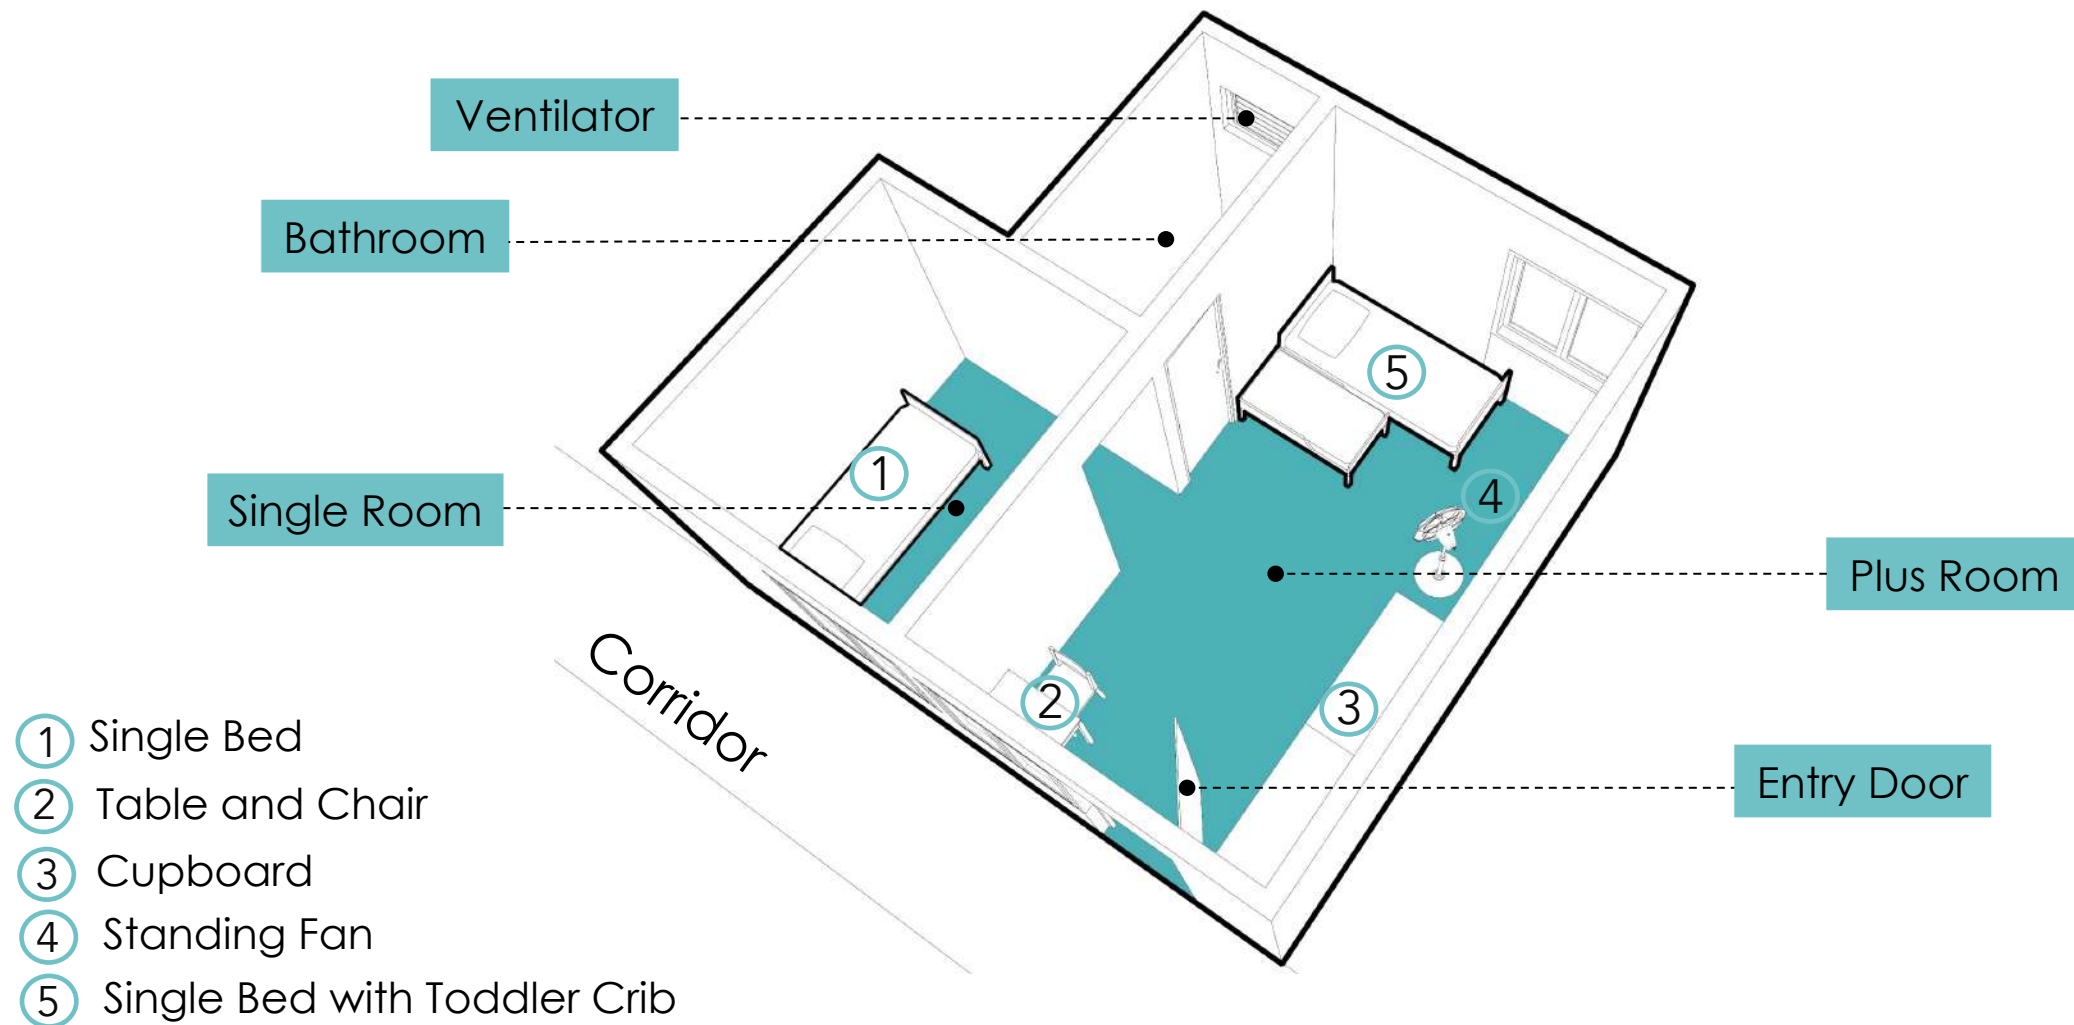 Ventilator
Bathroom
Single Room
Plus Room
Entry Door
Corridor
1
2
3
4
5
1 Single Bed
2 Table and Chair
3 Cupboard
4 Standing Fan
5 Single Bed with Toddler Crib